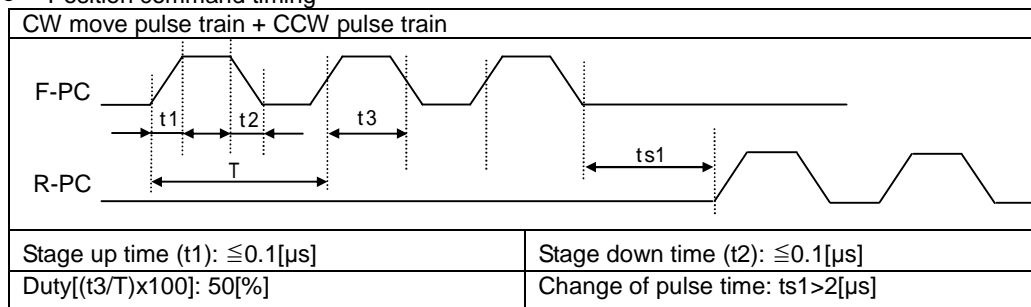 Position command timing
CW move pulse train + CCW pulse train
F-PC
t1
t2
t3
ts1
T
R-PC
Stage up time (t1): ≦0.1[μs]
Stage down time (t2): ≦0.1[μs]
Duty[(t3/T)x100]: 50[%]
Change of pulse time: ts1>2[μs]